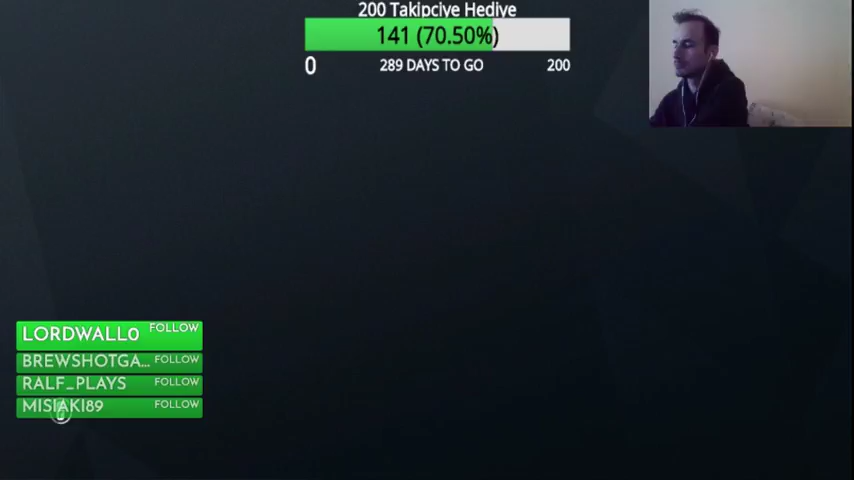 200 Takipciye Hediye
141 (70.50%)
0 289 DAYS TO GO 200
LORDWALL0 FOLLOW
BREWSHOTGA... FOLLOW
RALF_PLAYS FOLLOW
MISIAKI89 FOLLOW